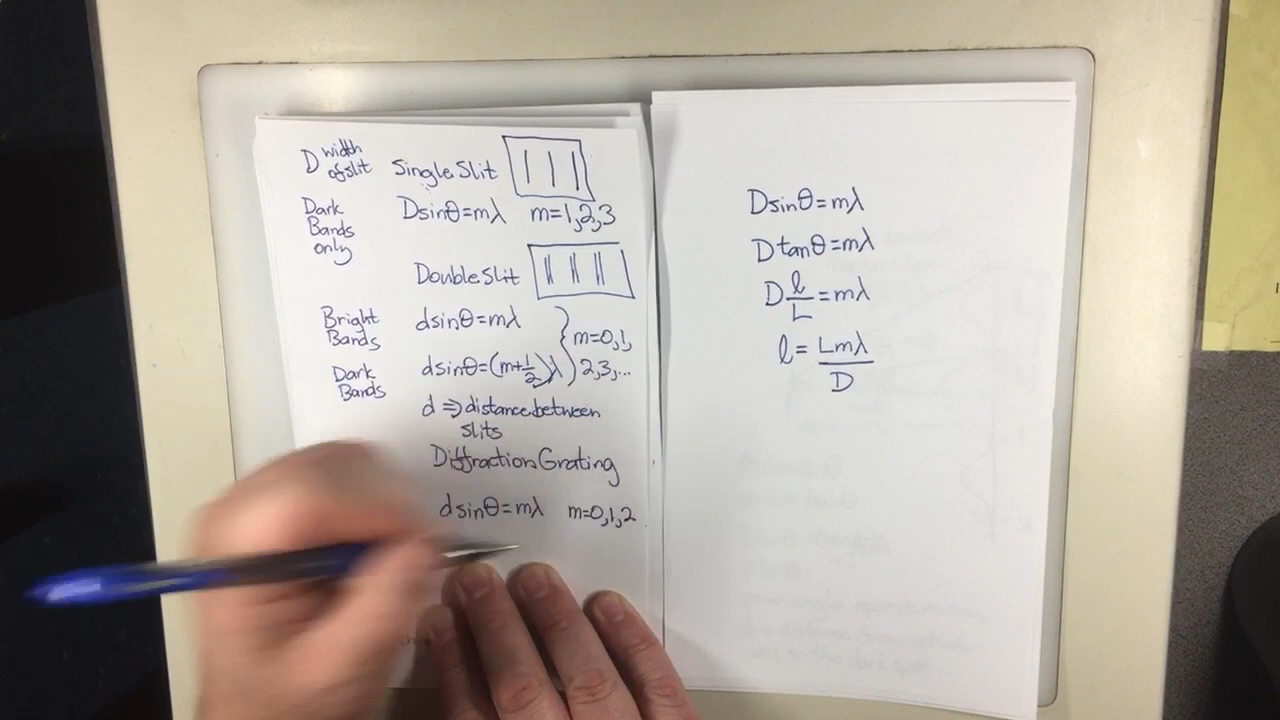 D width of slit
Single Slit
Dark Bands only
Dsinθ=mλ m=1,2,3
Double Slit
Bright Bands
dsinθ=mλ
m=0,1,
Dark Bands
dsinθ=(m+1/2)λ
2,3,...
d ⇒ distance between
slits
Diffraction Grating
dsinθ=mλ m=0,1,2
Dsinθ=mλ
Dtanθ=mλ
D ℓ/L = mλ
ℓ = Lmλ/D